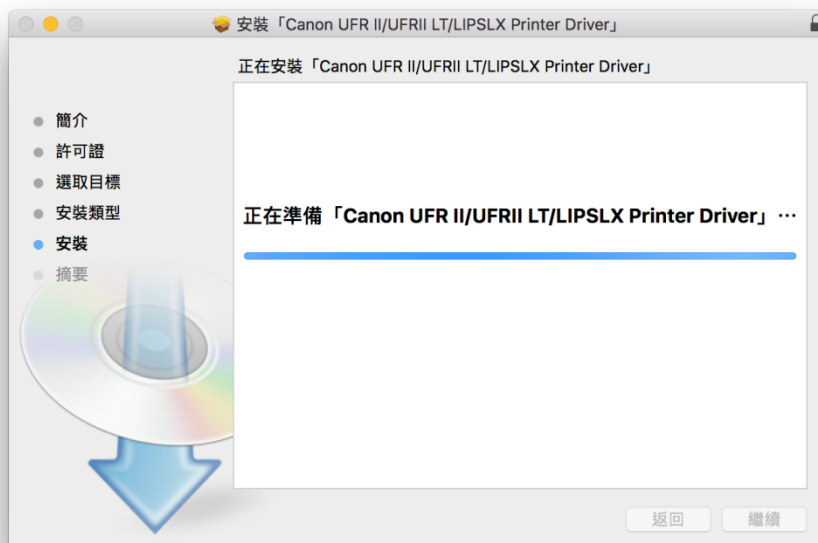 安裝「Canon UFR II/UFRII LT/LIPSLX Printer Driver」
正在安裝「Canon UFR II/UFRII LT/LIPSLX Printer Driver」
簡介
許可證
選取目標
安裝類型
安裝
摘要
正在準備「Canon UFR II/UFRII LT/LIPSLX Printer Driver」⋯
返回
繼續